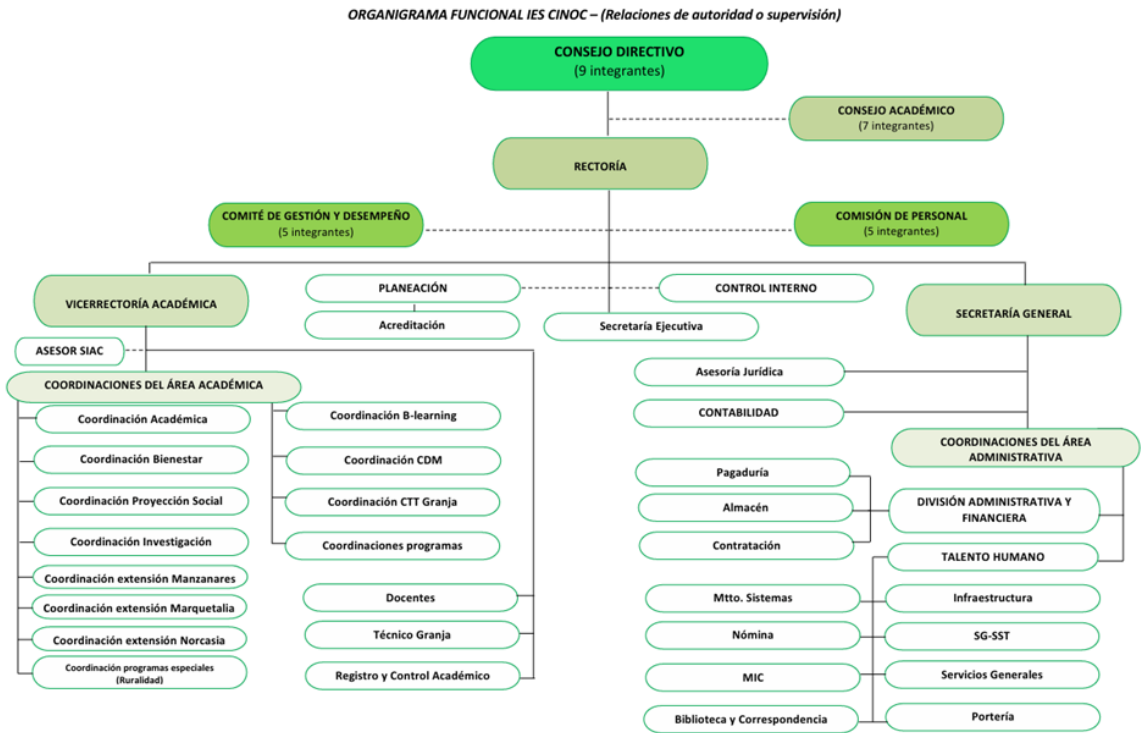 ORGANIGRAMA FUNCIONAL IES CINOC – (Relaciones de autoridad o supervisión)
CONSEJO DIRECTIVO
(9 integrantes)
CONSEJO ACADÉMICO
(7 integrantes)
RECTORÍA
COMITÉ DE GESTIÓN Y DESEMPEÑO
(5 integrantes)
COMISIÓN DE PERSONAL
(5 integrantes)
VICERRECTORÍA ACADÉMICA
PLANEACIÓN
CONTROL INTERNO
SECRETARÍA GENERAL
Acreditación
Secretaría Ejecutiva
ASESOR SIAC
COORDINACIONES DEL ÁREA ACADÉMICA
Coordinación Académica
Coordinación Bienestar
Coordinación Proyección Social
Coordinación Investigación
Coordinación extensión Manzanares
Coordinación extensión Marquetalia
Coordinación extensión Norcasia
Coordinación programas especiales
(Ruralidad)
Coordinación B-learning
Coordinación CDM
Coordinación CTT Granja
Coordinaciones programas
Docentes
Técnico Granja
Registro y Control Académico
Asesoría Jurídica
CONTABILIDAD
COORDINACIONES DEL ÁREA
ADMINISTRATIVA
Pagaduría
Almacén
Contratación
DIVISIÓN ADMINISTRATIVA Y
FINANCIERA
TALENTO HUMANO
Mtto. Sistemas
Infraestructura
Nómina
SG-SST
MIC
Servicios Generales
Biblioteca y Correspondencia
Portería